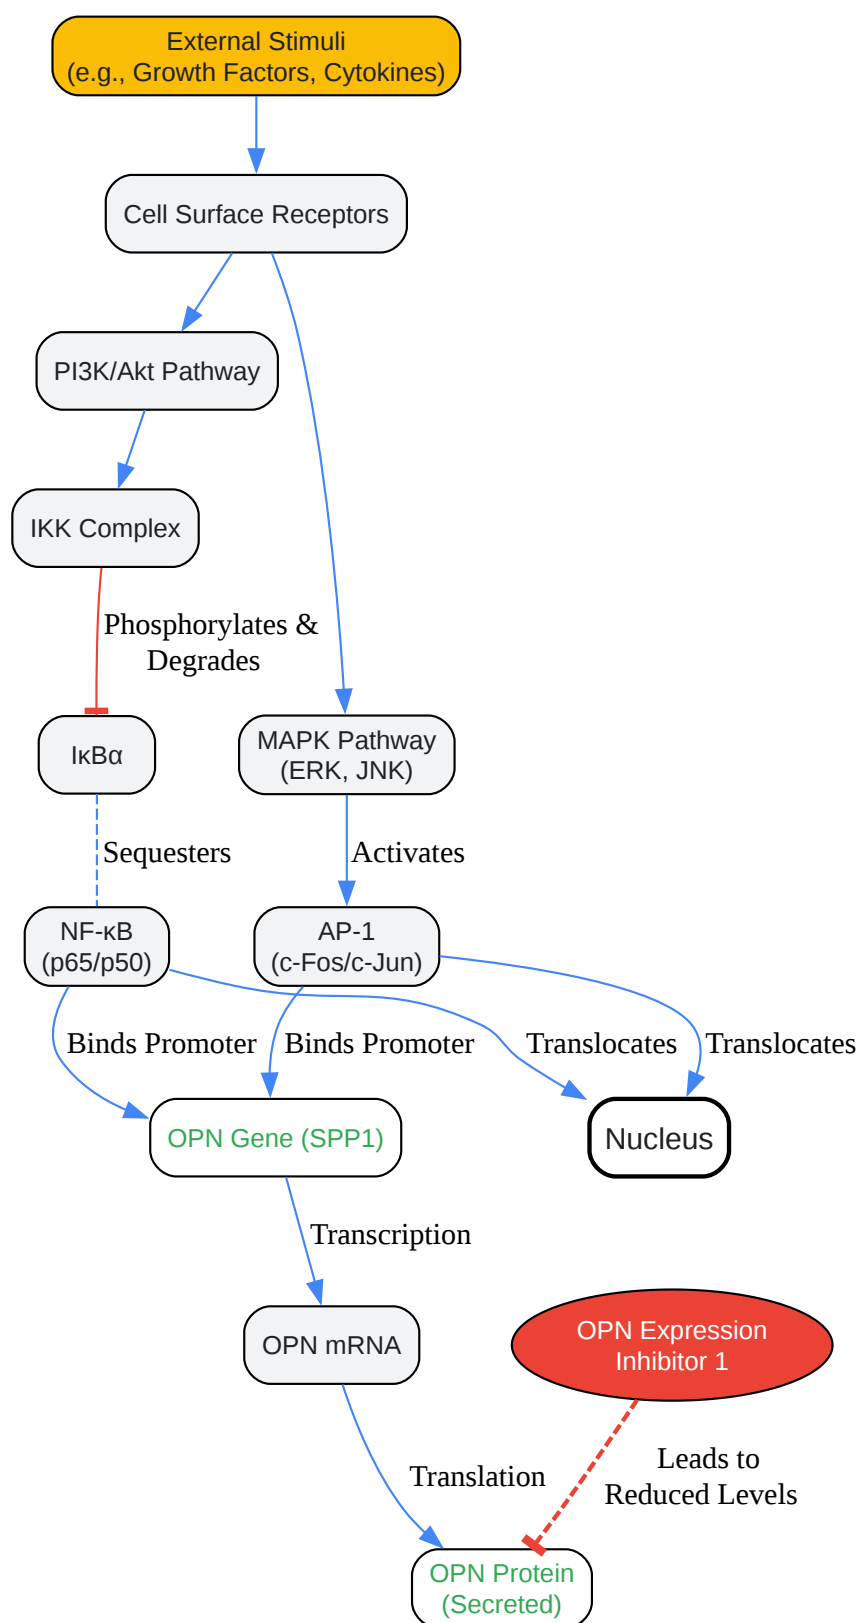 External Stimuli
(e.g., Growth Factors, Cytokines)
Cell Surface Receptors
PI3K/Akt Pathway
IKK Complex
Phosphorylates &
Degrades
IκBα
MAPK Pathway
(ERK, JNK)
Sequesters
Activates
NF-κB
(p65/p50)
AP-1
(c-Fos/c-Jun)
Binds Promoter
Binds Promoter
Translocates
Translocates
OPN Gene (SPP1)
Nucleus
Transcription
OPN mRNA
OPN Expression
Inhibitor 1
Translation
Leads to
Reduced Levels
OPN Protein
(Secreted)